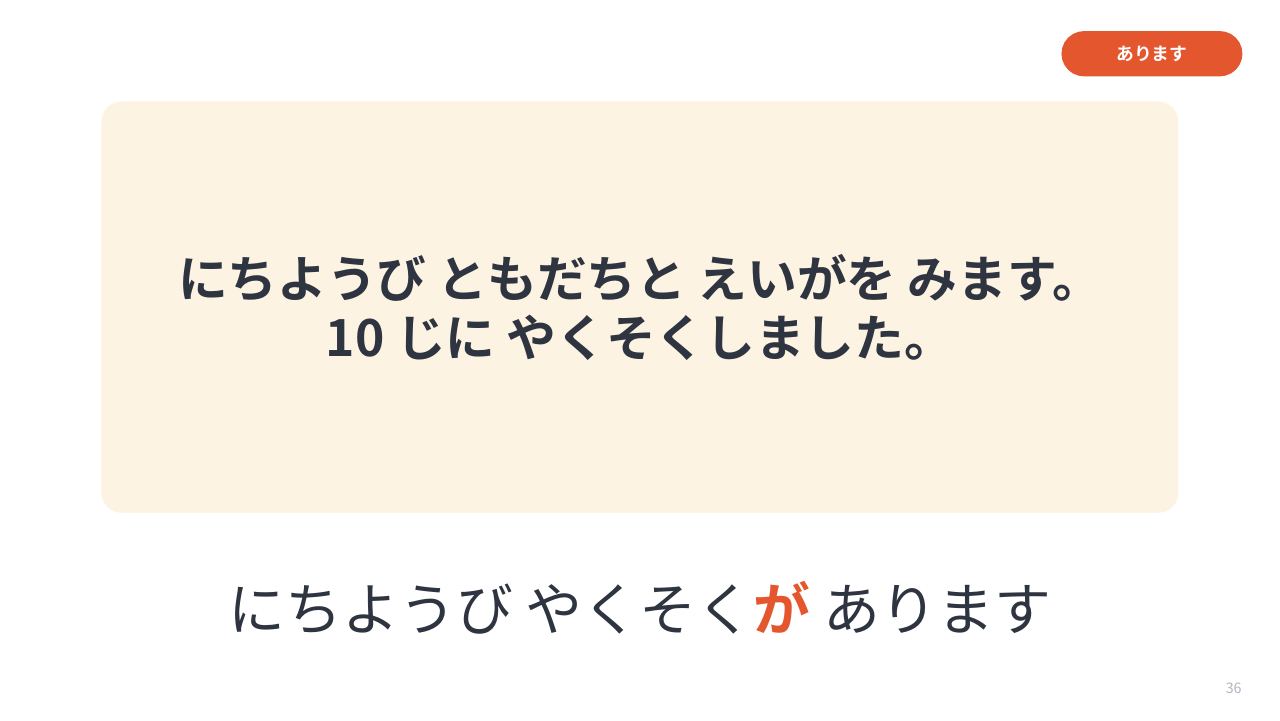 あります
にちようび ともだちと えいがを みます。
10 じに やくそくしました。
にちようび やくそくが あります
36